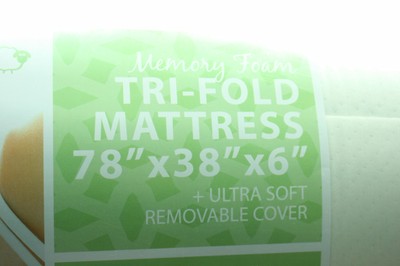 Memory Foam
TRI-FOLD
MATTRESS
78"x38"x6"
+ ULTRA SOFT
REMOVABLE COVER